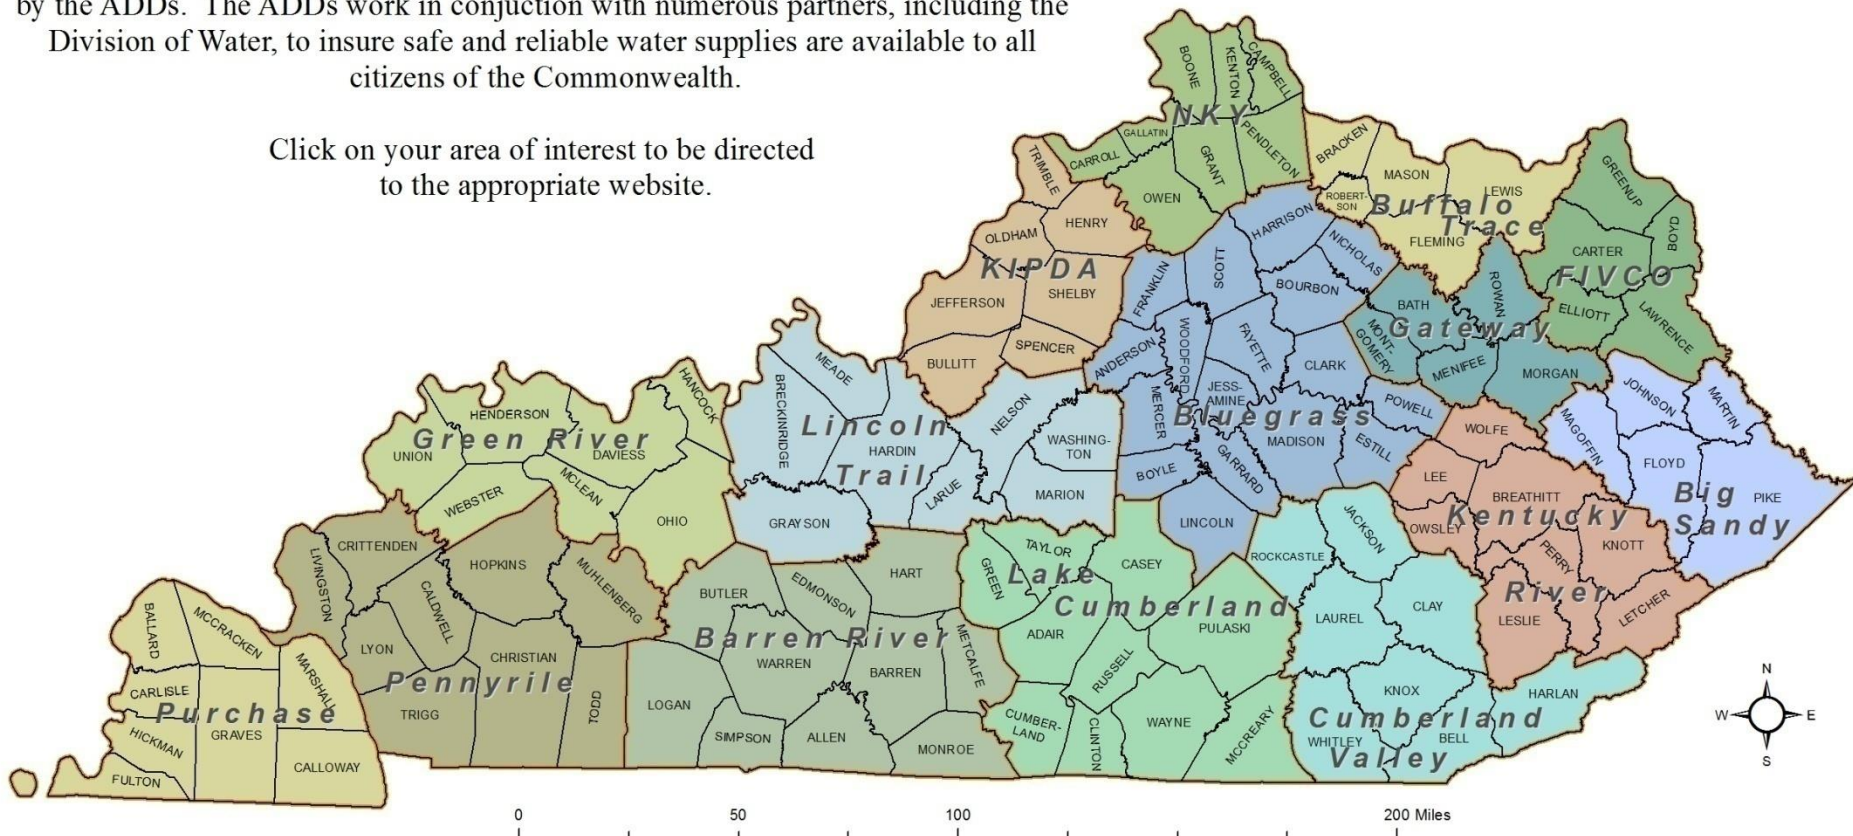 by the ADDs.  The ADDs work in conjuction with numerous partners, including the
Division of Water, to insure safe and reliable water supplies are available to all
citizens of the Commonwealth.
Click on your area of interest to be directed
to the appropriate website.
BOONE
KENTON
CAMPBELL
NKY
GALLATIN
CARROLL
GRANT
PENDLETON
OWEN
BRACKEN
MASON
LEWIS
ROBERT-
SON
Buffalo
Trace
FLEMING
GREENUP
BOYD
CARTER
FIVCO
ELLIOTT
LAWRENCE
TRIMBLE
HENRY
OLDHAM
KIPDA
JEFFERSON
SHELBY
SPENCER
BULLITT
HARRISON
NICHOLAS
SCOTT
FRANKLIN
BOURBON
WOODFORD
FAYETTE
ANDERSON
CLARK
JESS-
AMINE
MERCER
Bluegrass
POWELL
MADISON
ESTILL
GARRARD
BOYLE
LINCOLN
BATH
ROWAN
Gateway
MONT-
GOMERY
MENIFEE
MORGAN
JOHNSON
MARTIN
MAGOFFIN
FLOYD
Big
Sandy
PIKE
WOLFE
LEE
BREATHITT
OWSLEY
Kentucky
PERRY
KNOTT
River
LESLIE
LETCHER
MEADE
BRECKINRIDGE
Lincoln
Trail
HARDIN
NELSON
WASHING-
TON
LARUE
MARION
GRAYSON
HANCOCK
HENDERSON
Green River
UNION
DAVIESS
MCLEAN
WEBSTER
OHIO
CRITTENDEN
LIVINGSTON
HOPKINS
CALDWELL
MUHLENBERG
LYON
CHRISTIAN
Pennyrile
TRIGG
TODD
BALLARD
MCCRACKEN
MARSHALL
CARLISLE
Purchase
GRAVES
HICKMAN
FULTON
CALLOWAY
BUTLER
EDMONSON
HART
Barren River
WARREN
BARREN
METCALFE
LOGAN
SIMPSON
ALLEN
MONROE
TAYLOR
GREEN
CASEY
Lake
Cumberland
ADAIR
PULASKI
RUSSELL
CUMBER-
LAND
CLINTON
WAYNE
MCCREARY
ROCKCASTLE
JACKSON
LAUREL
CLAY
KNOX
HARLAN
Cumberland
Valley
WHITLEY
BELL
N
W
E
S
0 50 100 200 Miles